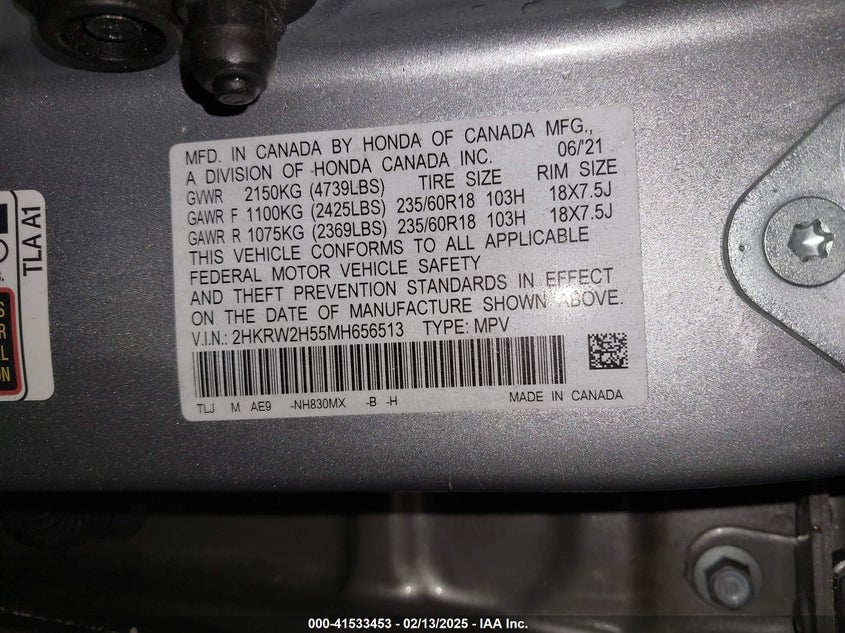 MFD. IN CANADA BY HONDA OF CANADA MFG.,
A DIVISION OF HONDA CANADA INC. 06/'21
GVWR 2150KG (4739LBS) TIRE SIZE RIM SIZE
GAWR F 1100KG (2425LBS) 235/60R18 103H 18X7.5J
GAWR R 1075KG (2369LBS) 235/60R18 103H 18X7.5J
THIS VEHICLE CONFORMS TO ALL APPLICABLE
FEDERAL MOTOR VEHICLE SAFETY
AND THEFT PREVENTION STANDARDS IN EFFECT
ON THE DATE OF MANUFACTURE SHOWN ABOVE.
V.I.N.: 2HKRW2H55MH656513 TYPE: MPV
TLJ M AE9 -NH830MX -B -H MADE IN CANADA
TLA A1
000-41533453 -- 02/13/2025 -- IAA Inc.